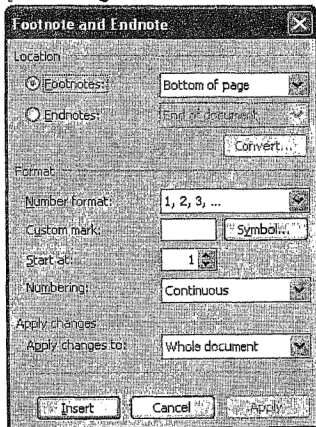 Footnote and Endnote
Location
Footnotes: Bottom of page
Endnotes: End of document
Convert...
Format
Number format: 1, 2, 3, ...
Custom mark: Symbol...
Start at: 1
Numbering: Continuous
Apply changes
Apply changes to: Whole document
Insert Cancel Apply